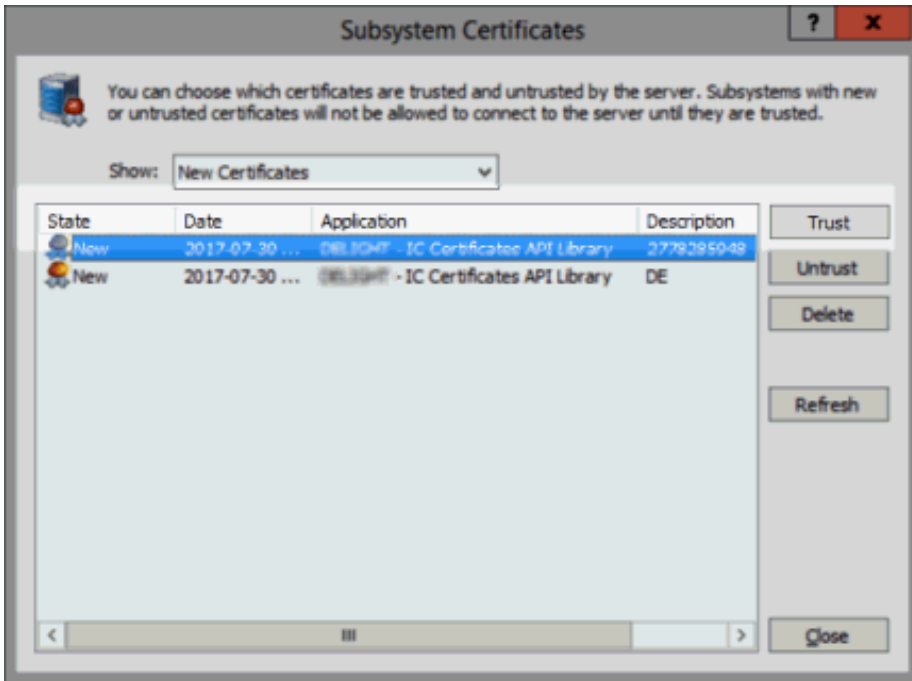 Subsystem Certificates
?
x
You can choose which certificates are trusted and untrusted by the server. Subsystems with new
or untrusted certificates will not be allowed to connect to the server until they are trusted.
Show: New Certificates
State Date Application Description Trust
New 2017-07-30 ... - IC Certificates API Library 2778285948
New 2017-07-30 ... - IC Certificates API Library DE
Untrust
Delete
Refresh
Close